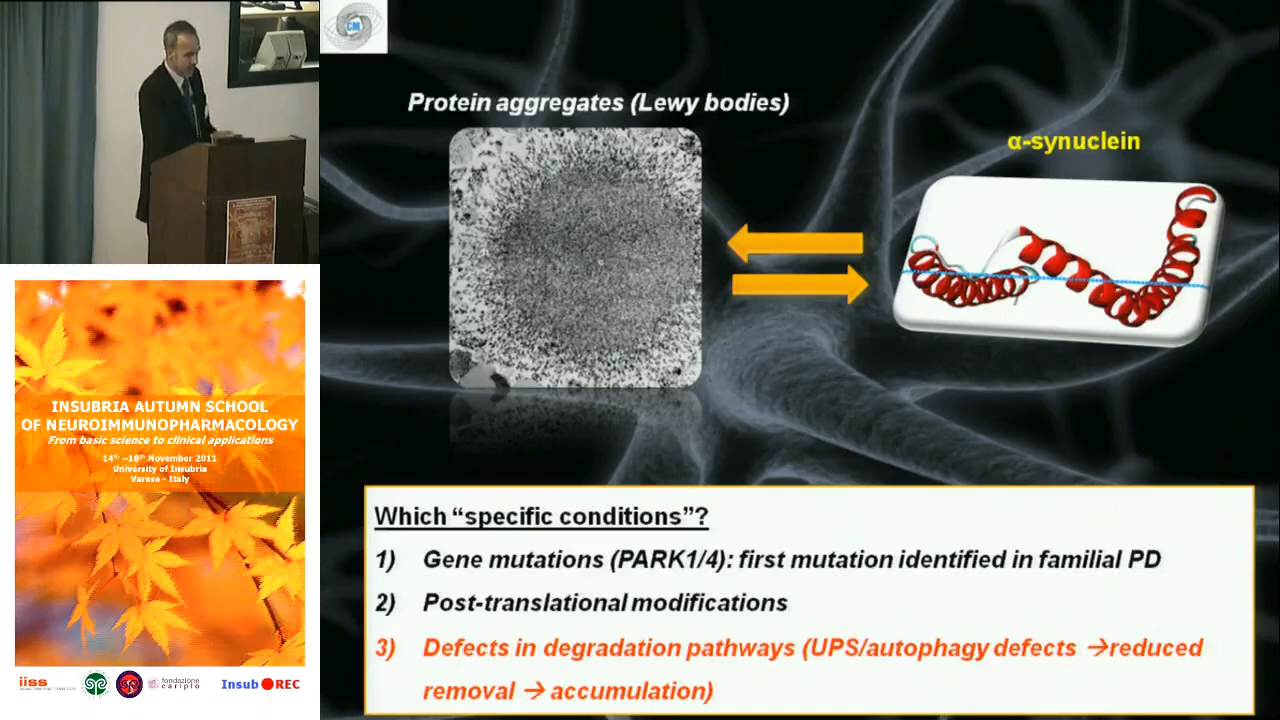 CM
Protein aggregates (Lewy bodies)
α-synuclein
INSUBRIA AUTUMN SCHOOL
OF NEUROIMMUNOPHARMACOLOGY
From basic science to clinical applications
14th –18th November 2011
University of Insubria
Varese - Italy
iiss
fondazione
cariplo
Insub REC
Which “specific conditions”?
1) Gene mutations (PARK1/4): first mutation identified in familial PD
2) Post-translational modifications
3) Defects in degradation pathways (UPS/autophagy defects →reduced
removal → accumulation)